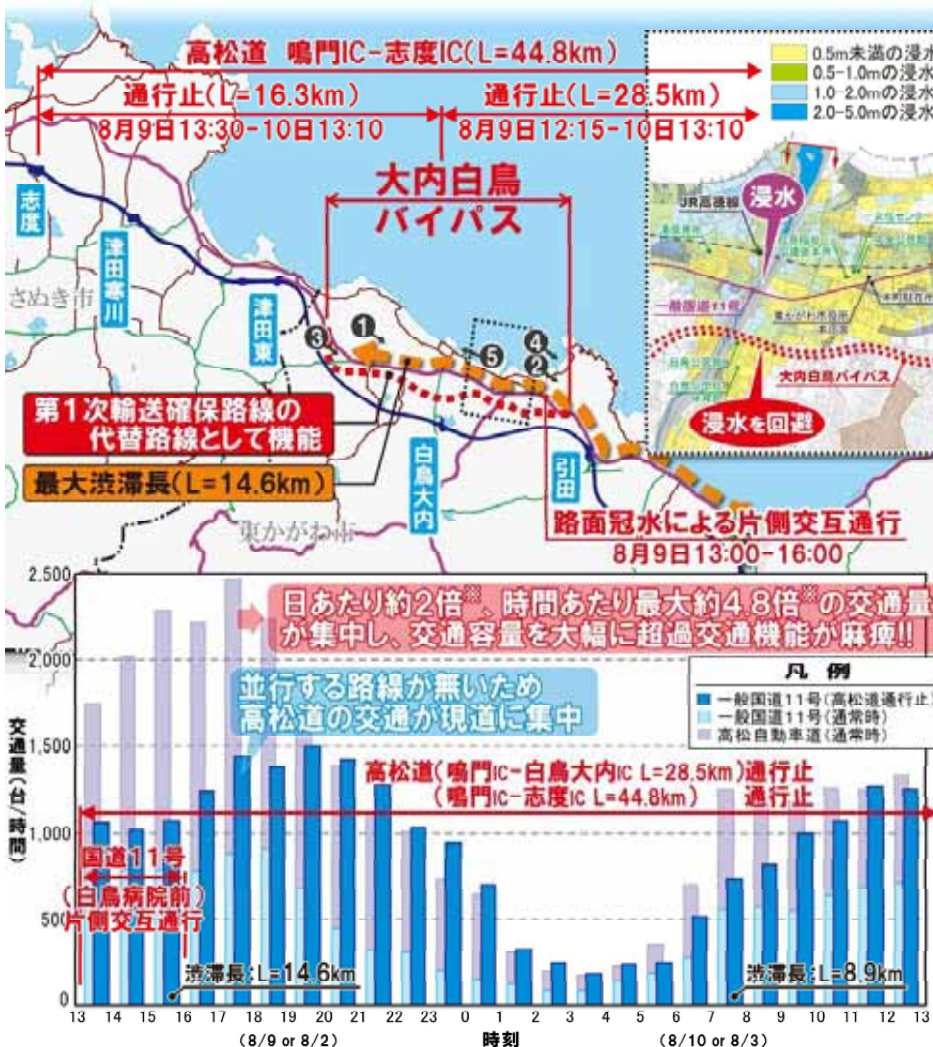 高松道 鳴門IC-志度IC(L=44.8km)
通行止(L=16.3km)
8月9日13:30-10日13:10
通行止(L=28.5km)
8月9日12:15-10日13:10
大内白鳥
バイパス
0.5m未満の浸水
0.5-1.0mの浸水
1.0-2.0mの浸水
2.0-5.0mの浸水
JR高徳線
浸水
一般国道11号
大内白鳥バイパス
浸水を回避
志度
津田寒川
さぬき市
津田東
❸
❶
❺
❹
❷
第1次輸送確保路線の
代替路線として機能
最大渋滞長(L=14.6km)
白鳥大内
引田
東かがわ市
路面冠水による片側交互通行
8月9日13:00-16:00
日あたり約2倍※、時間あたり最大約4.8倍※の交通量
が集中し、交通容量を大幅に超過交通機能が麻痺!!
並行する路線が無いため
高松道の交通が現道に集中
凡 例
一般国道11号(高松道通行止)
一般国道11号(通常時)
高松自動車道(通常時)
高松道(鳴門IC-白鳥大内IC L=28.5km)通行止
(鳴門IC-志度IC L=44.8km) 通行止
国道11号
(白鳥病院前)
片側交互通行
渋滞長:L=14.6km
渋滞長:L=8.9km
交通量(台/時間)
2,500
2,000
1,500
1,000
500
0
13 14 15 16 17 18 19 20 21 22 23 0 1 2 3 4 5 6 7 8 9 10 11 12 13
(8/9 or 8/2) 時刻 (8/10 or 8/3)